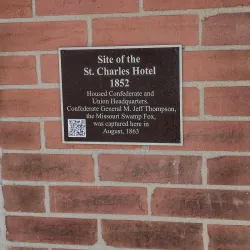 Site of the
St. Charles Hotel
1852
Housed Confederate and
Union Headquarters.
Confederate General M. Jeff Thompson,
the Missouri Swamp Fox,
was captured here in
August, 1863